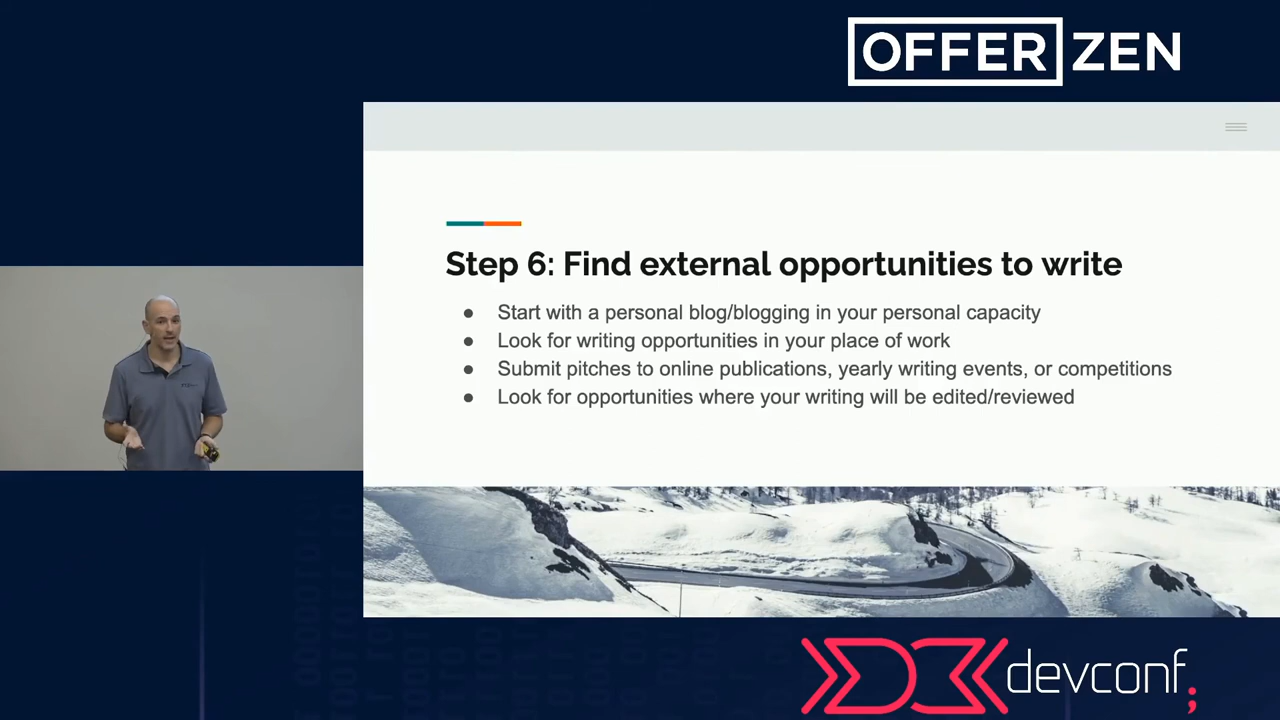 OFFERZEN
Step 6: Find external opportunities to write
● Start with a personal blog/blogging in your personal capacity
● Look for writing opportunities in your place of work
● Submit pitches to online publications, yearly writing events, or competitions
● Look for opportunities where your writing will be edited/reviewed
devconf;